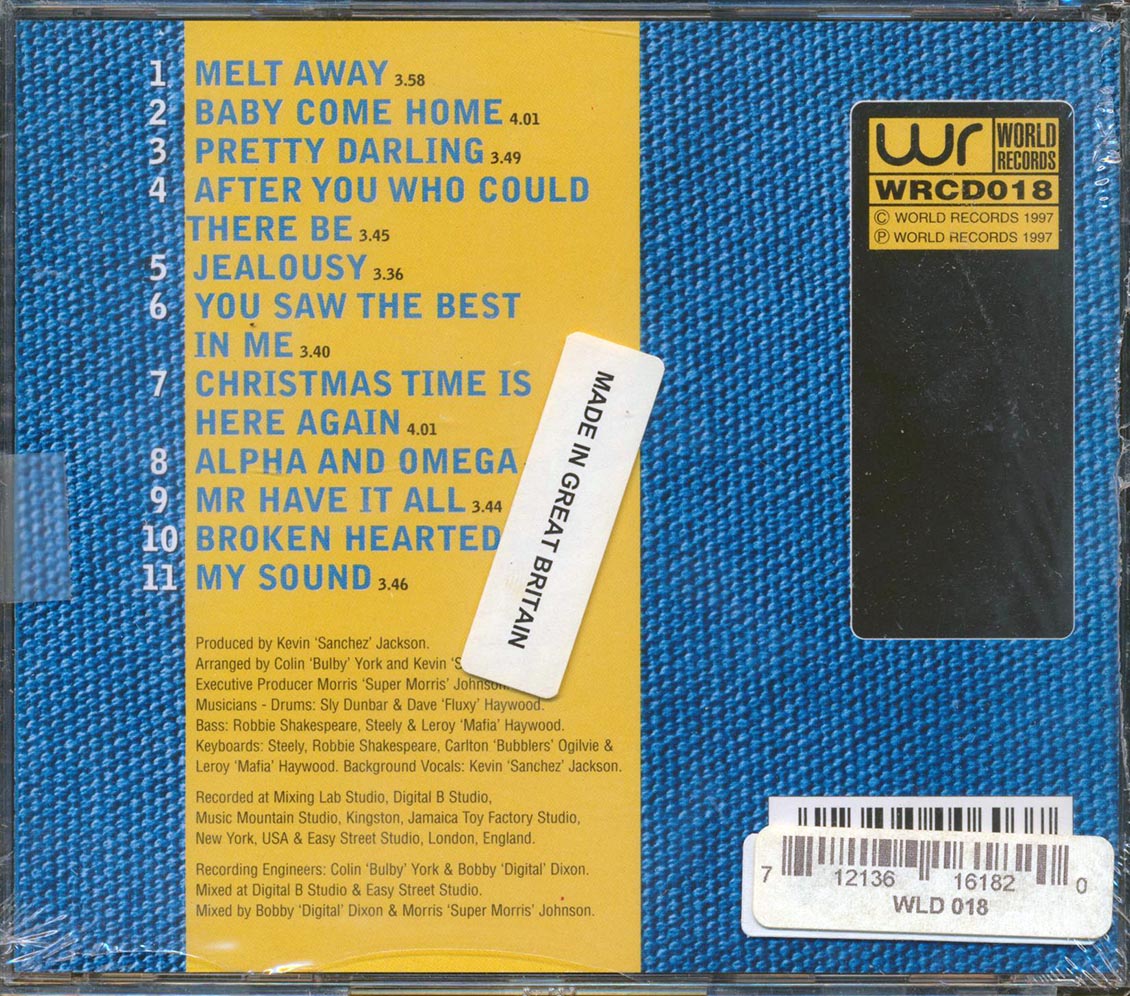 1 MELT AWAY 3.58
2 BABY COME HOME 4.01
3 PRETTY DARLING 3.49
4 AFTER YOU WHO COULD
THERE BE 3.45
5 JEALOUSY 3.36
6 YOU SAW THE BEST
IN ME 3.40
7 CHRISTMAS TIME IS
HERE AGAIN 4.01
8 ALPHA AND OMEGA
9 MR HAVE IT ALL 3.44
10 BROKEN HEARTED
11 MY SOUND 3.46
Produced by Kevin 'Sanchez' Jackson.
Arranged by Colin 'Bulby' York and Kevin
Executive Producer Morris 'Super Morris' Johnson.
Musicians - Drums: Sly Dunbar & Dave 'Fluxy' Haywood.
Bass: Robbie Shakespeare, Steely & Leroy 'Mafia' Haywood.
Keyboards: Steely, Robbie Shakespeare, Carlton 'Bubblers' Ogilvie &
Leroy 'Mafia' Haywood. Background Vocals: Kevin 'Sanchez' Jackson.
Recorded at Mixing Lab Studio, Digital B Studio,
Music Mountain Studio, Kingston, Jamaica Toy Factory Studio,
New York, USA & Easy Street Studio, London, England.
Recording Engineers: Colin 'Bulby' York & Bobby 'Digital' Dixon.
Mixed at Digital B Studio & Easy Street Studio.
Mixed by Bobby 'Digital' Dixon & Morris 'Super Morris' Johnson.
MADE IN GREAT BRITAIN
wr WORLD
RECORDS
WRCD018
© WORLD RECORDS 1997
℗ WORLD RECORDS 1997
7 12136 16182 0
WLD 018